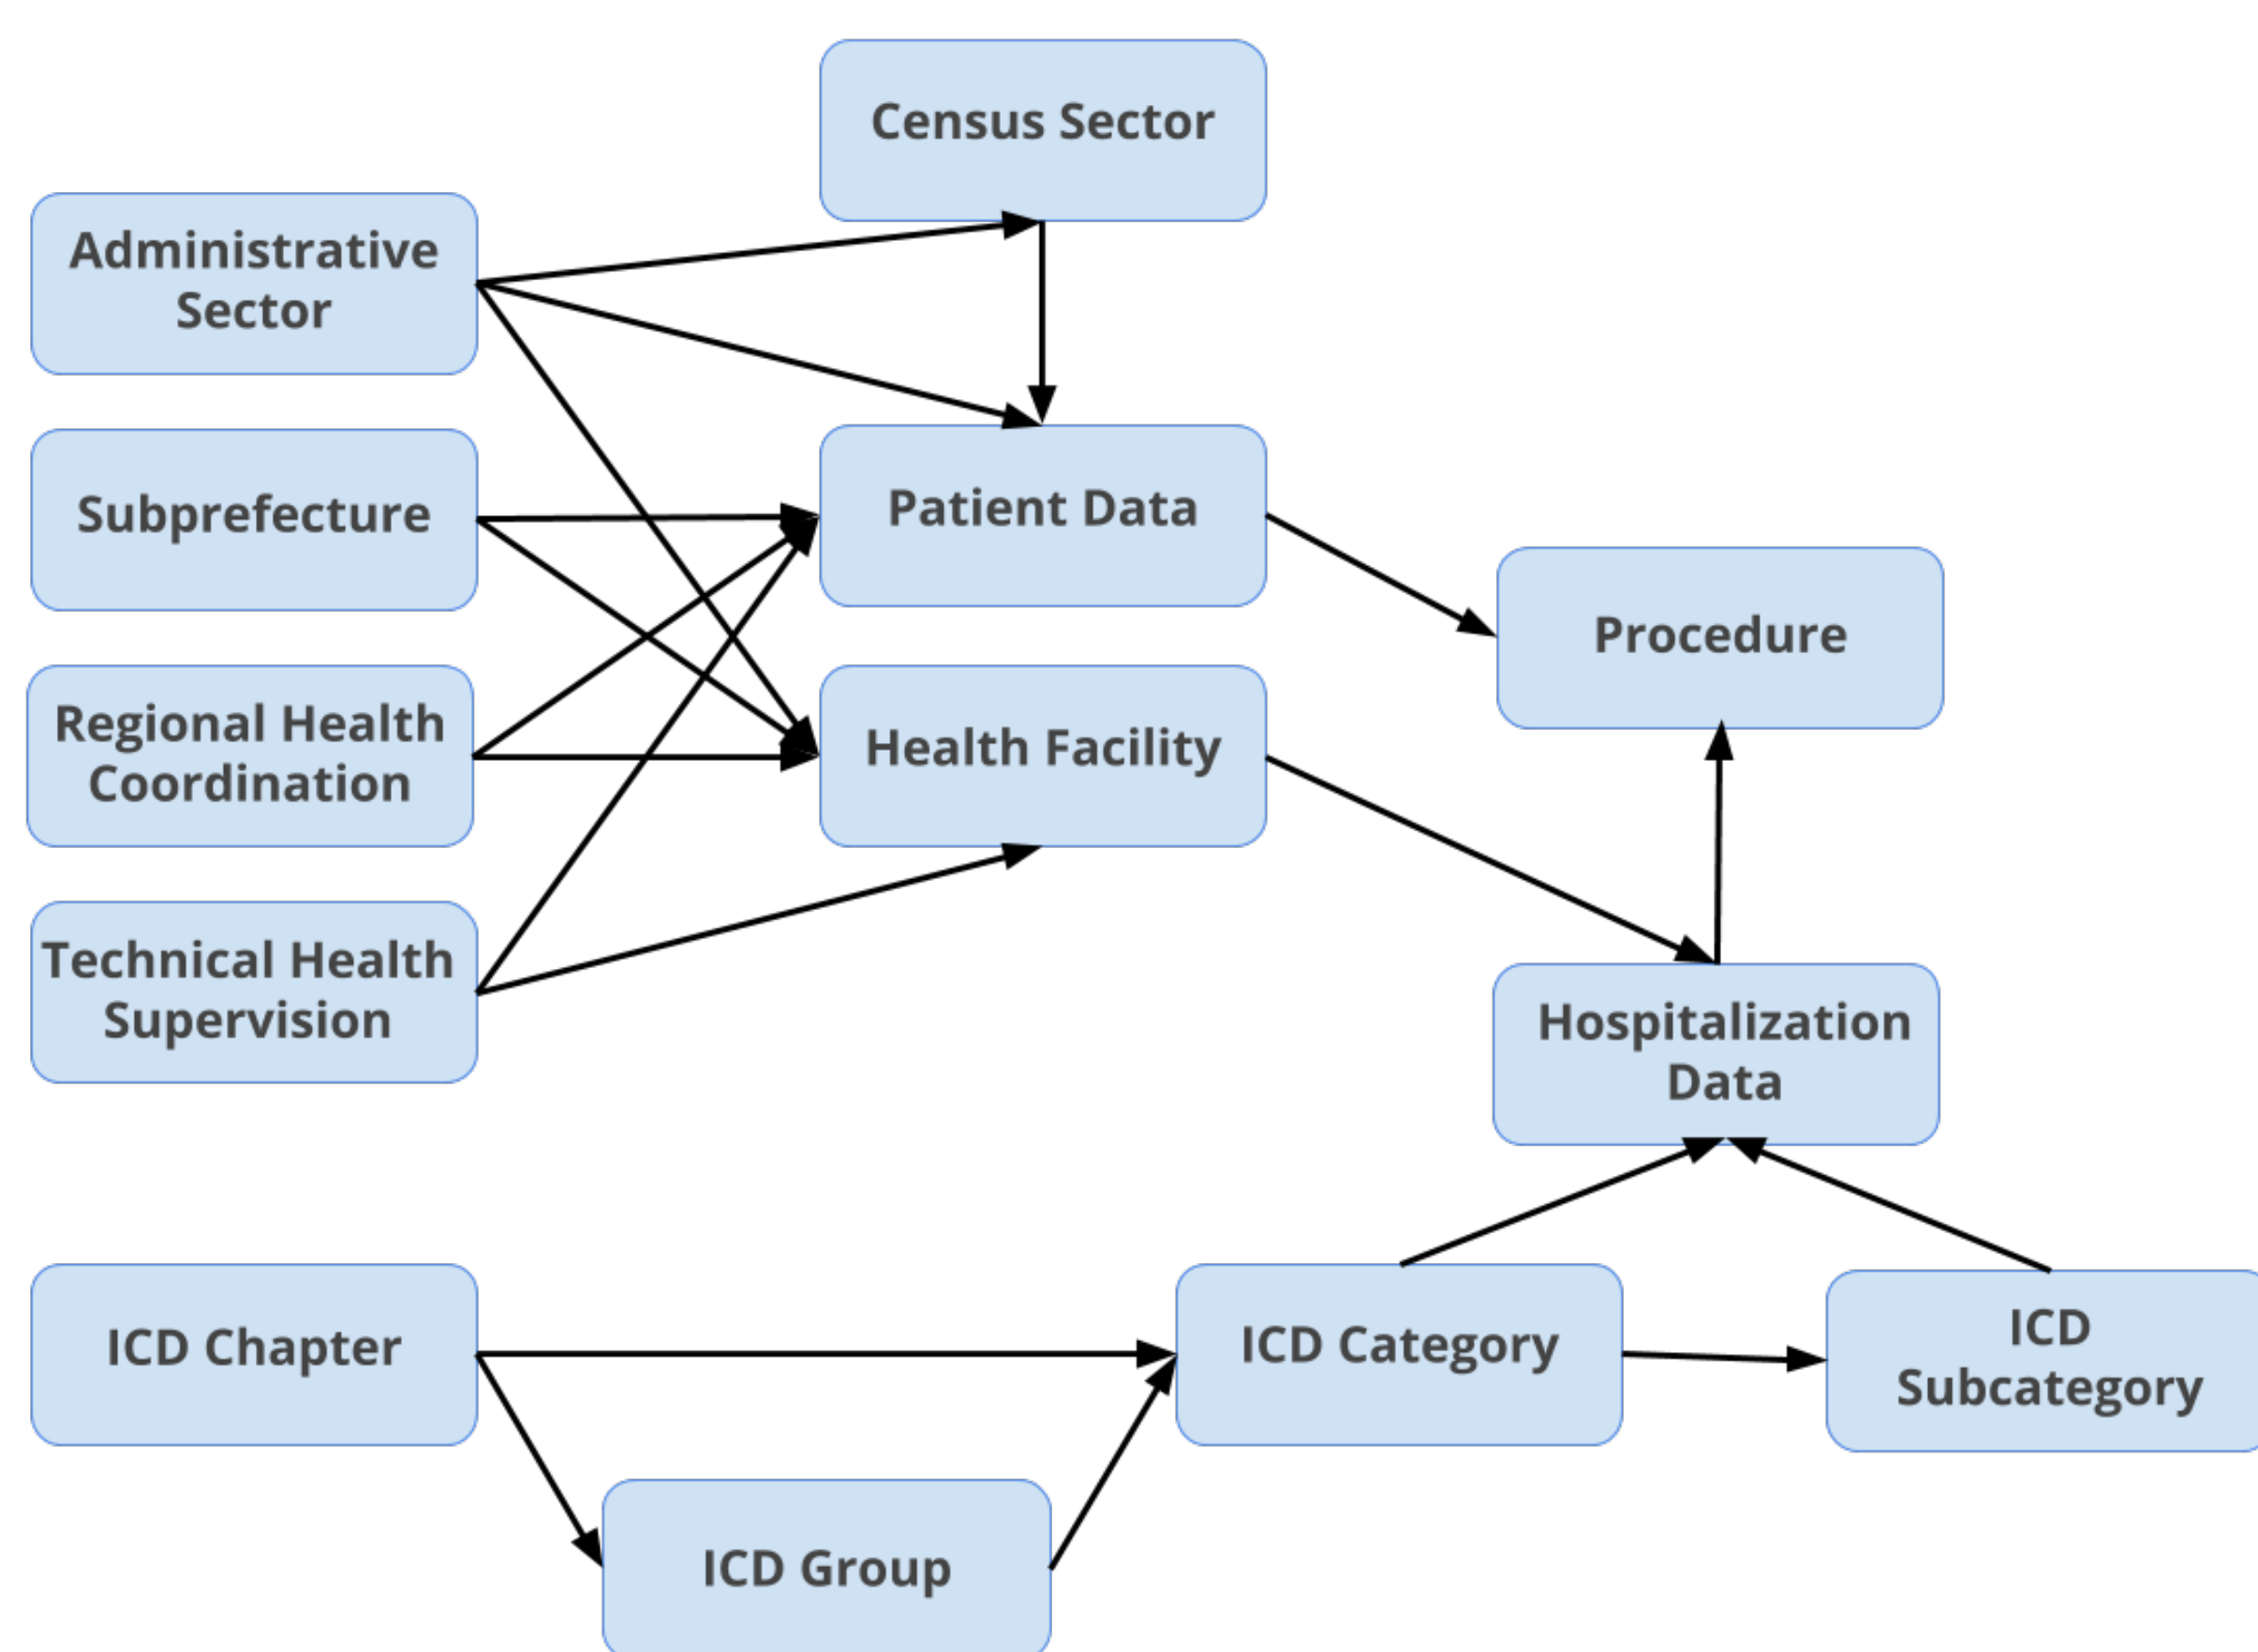 Census Sector
Administrative
Sector
Subprefecture
Patient Data
Procedure
Regional Health
Coordination
Health Facility
Technical Health
Supervision
Hospitalization
Data
ICD Chapter
ICD Category
ICD
Subcategory
ICD Group